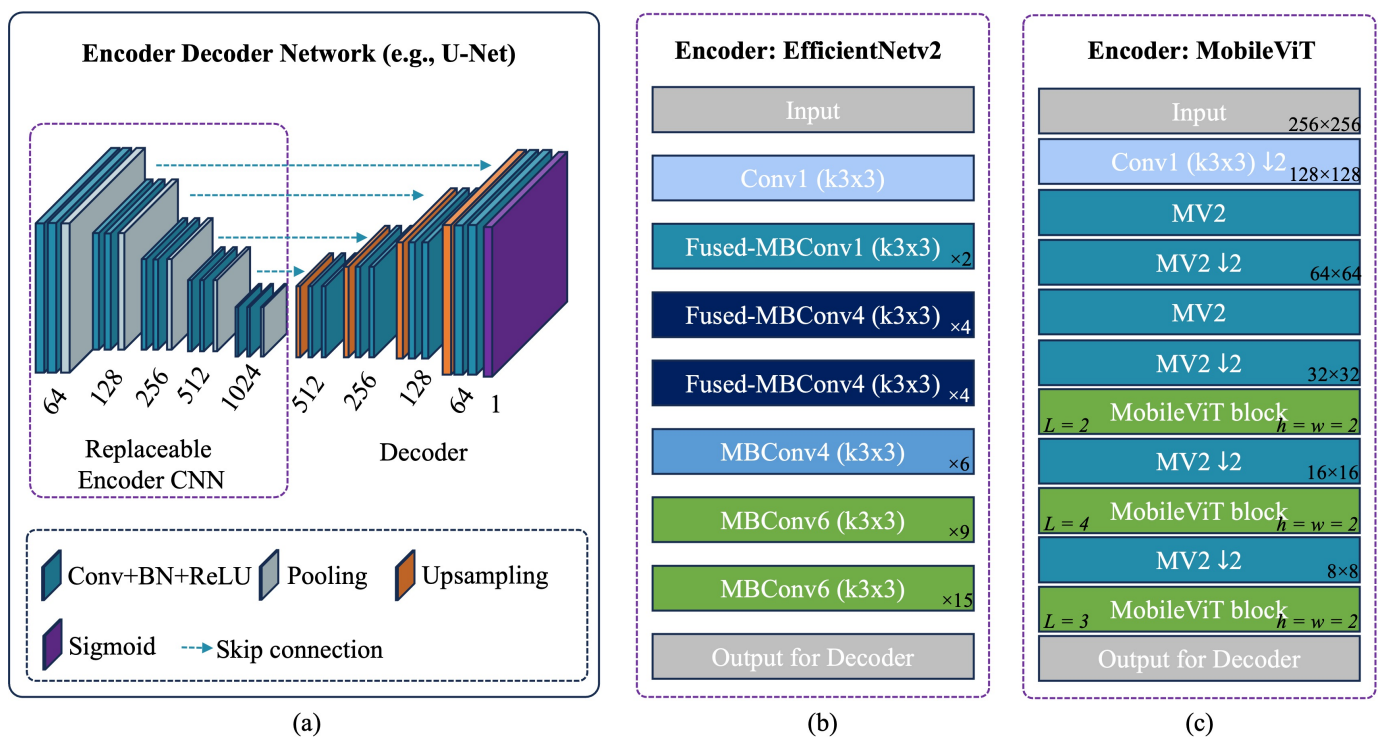 Encoder Decoder Network (e.g., U-Net)
64
128
256
512
1024
512
256
128
64
1
Replaceable
Encoder CNN
Decoder
Conv+BN+ReLU
Pooling
Upsampling
Sigmoid
Skip connection
(a)
Encoder: EfficientNetv2
Input
Conv1 (k3x3)
Fused-MBConv1 (k3x3) ×2
Fused-MBConv4 (k3x3) ×4
Fused-MBConv4 (k3x3) ×4
MBConv4 (k3x3) ×6
MBConv6 (k3x3) ×9
MBConv6 (k3x3) ×15
Output for Decoder
(b)
Encoder: MobileViT
Input 256×256
Conv1 (k3x3) ↓2 128×128
MV2
MV2 ↓2 64×64
MV2
MV2 ↓2 32×32
L = 2 MobileViT block h = w = 2
MV2 ↓2 16×16
L = 4 MobileViT block h = w = 2
MV2 ↓2 8×8
L = 3 MobileViT block h = w = 2
Output for Decoder
(c)